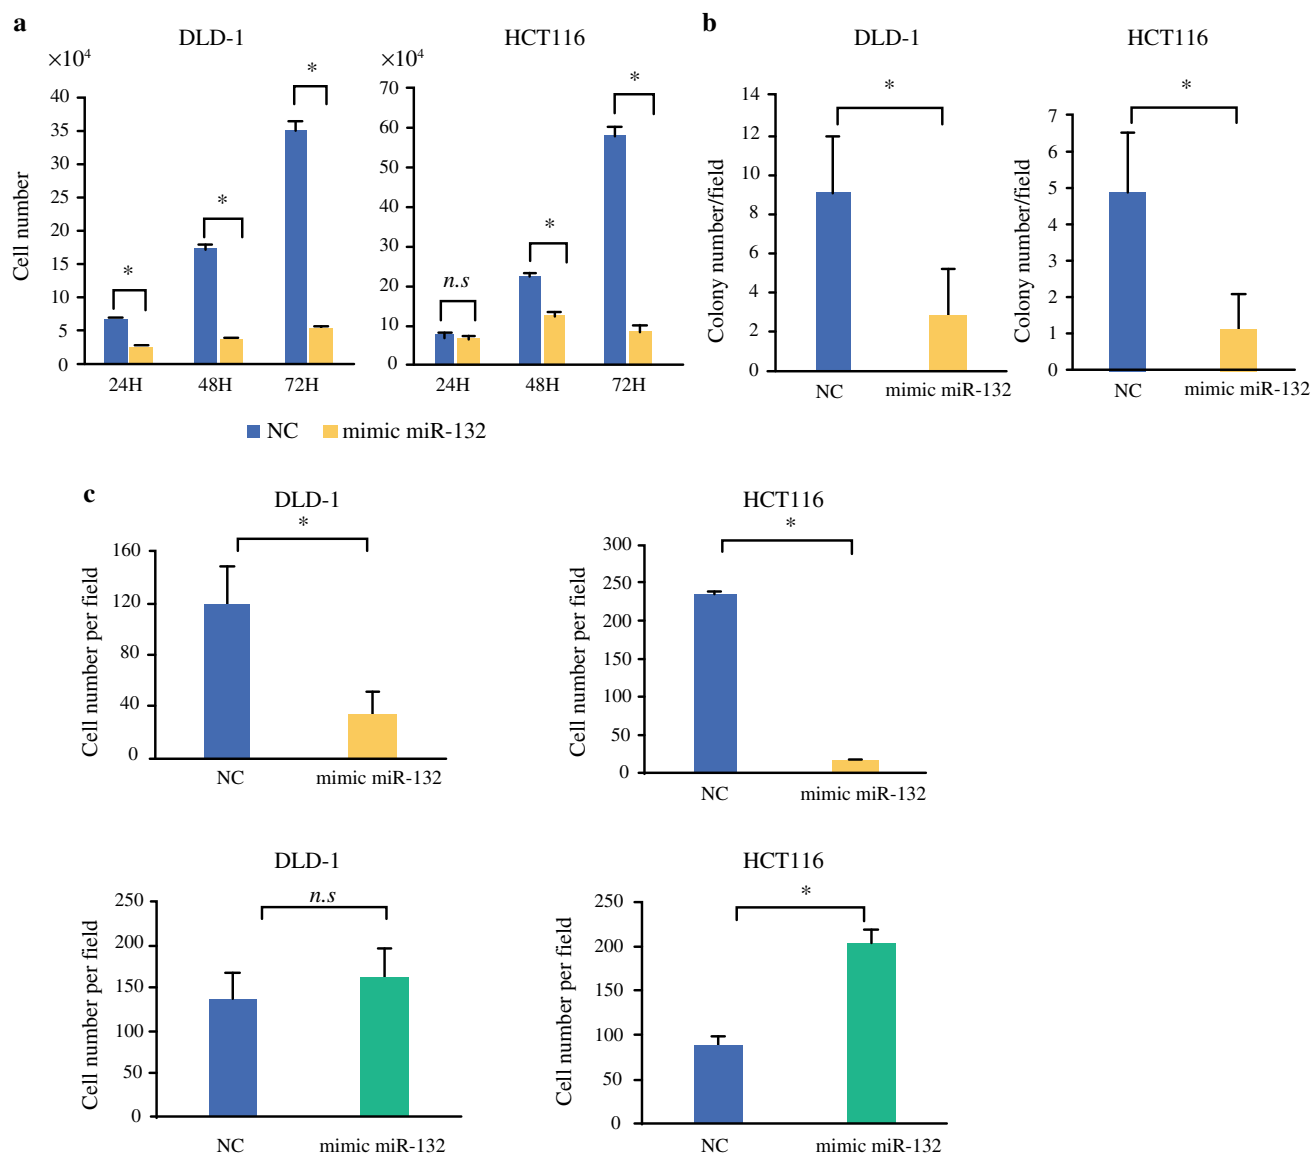 a
DLD-1
×10⁴
Cell number
40
35
30
25
20
15
10
5
0
*
*
*
24H
48H
72H
HCT116
×10⁴
70
60
50
40
30
20
10
0
n.s
*
*
24H
48H
72H
NC
mimic miR-132
b
DLD-1
Colony number/field
14
12
10
8
6
4
2
0
*
NC
mimic miR-132
HCT116
Colony number/field
7
6
5
4
3
2
1
0
*
NC
mimic miR-132
c
DLD-1
Cell number per field
160
120
80
40
0
*
NC
mimic miR-132
HCT116
Cell number per field
300
250
200
150
100
50
0
*
NC
mimic miR-132
DLD-1
Cell number per field
250
200
150
100
50
0
n.s
NC
mimic miR-132
HCT116
Cell number per field
250
200
150
100
50
0
*
NC
mimic miR-132